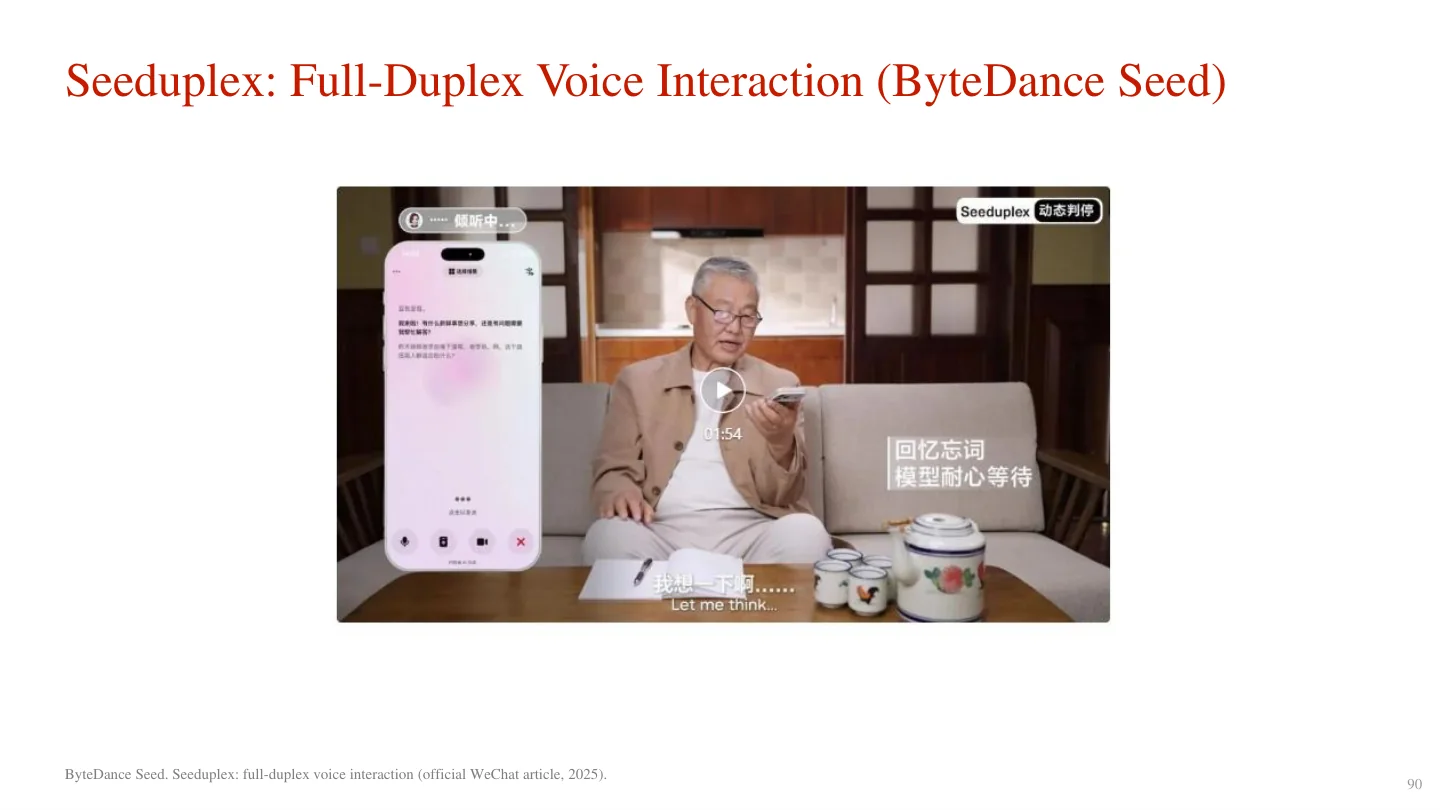 Seeduplex: Full-Duplex Voice Interaction (ByteDance Seed)
倾听中...
Seeduplex 动态判停
01:54
回忆忘词
模型耐心等待
我想一下啊......
Let me think...
ByteDance Seed. Seeduplex: full-duplex voice interaction (official WeChat article, 2025).
90